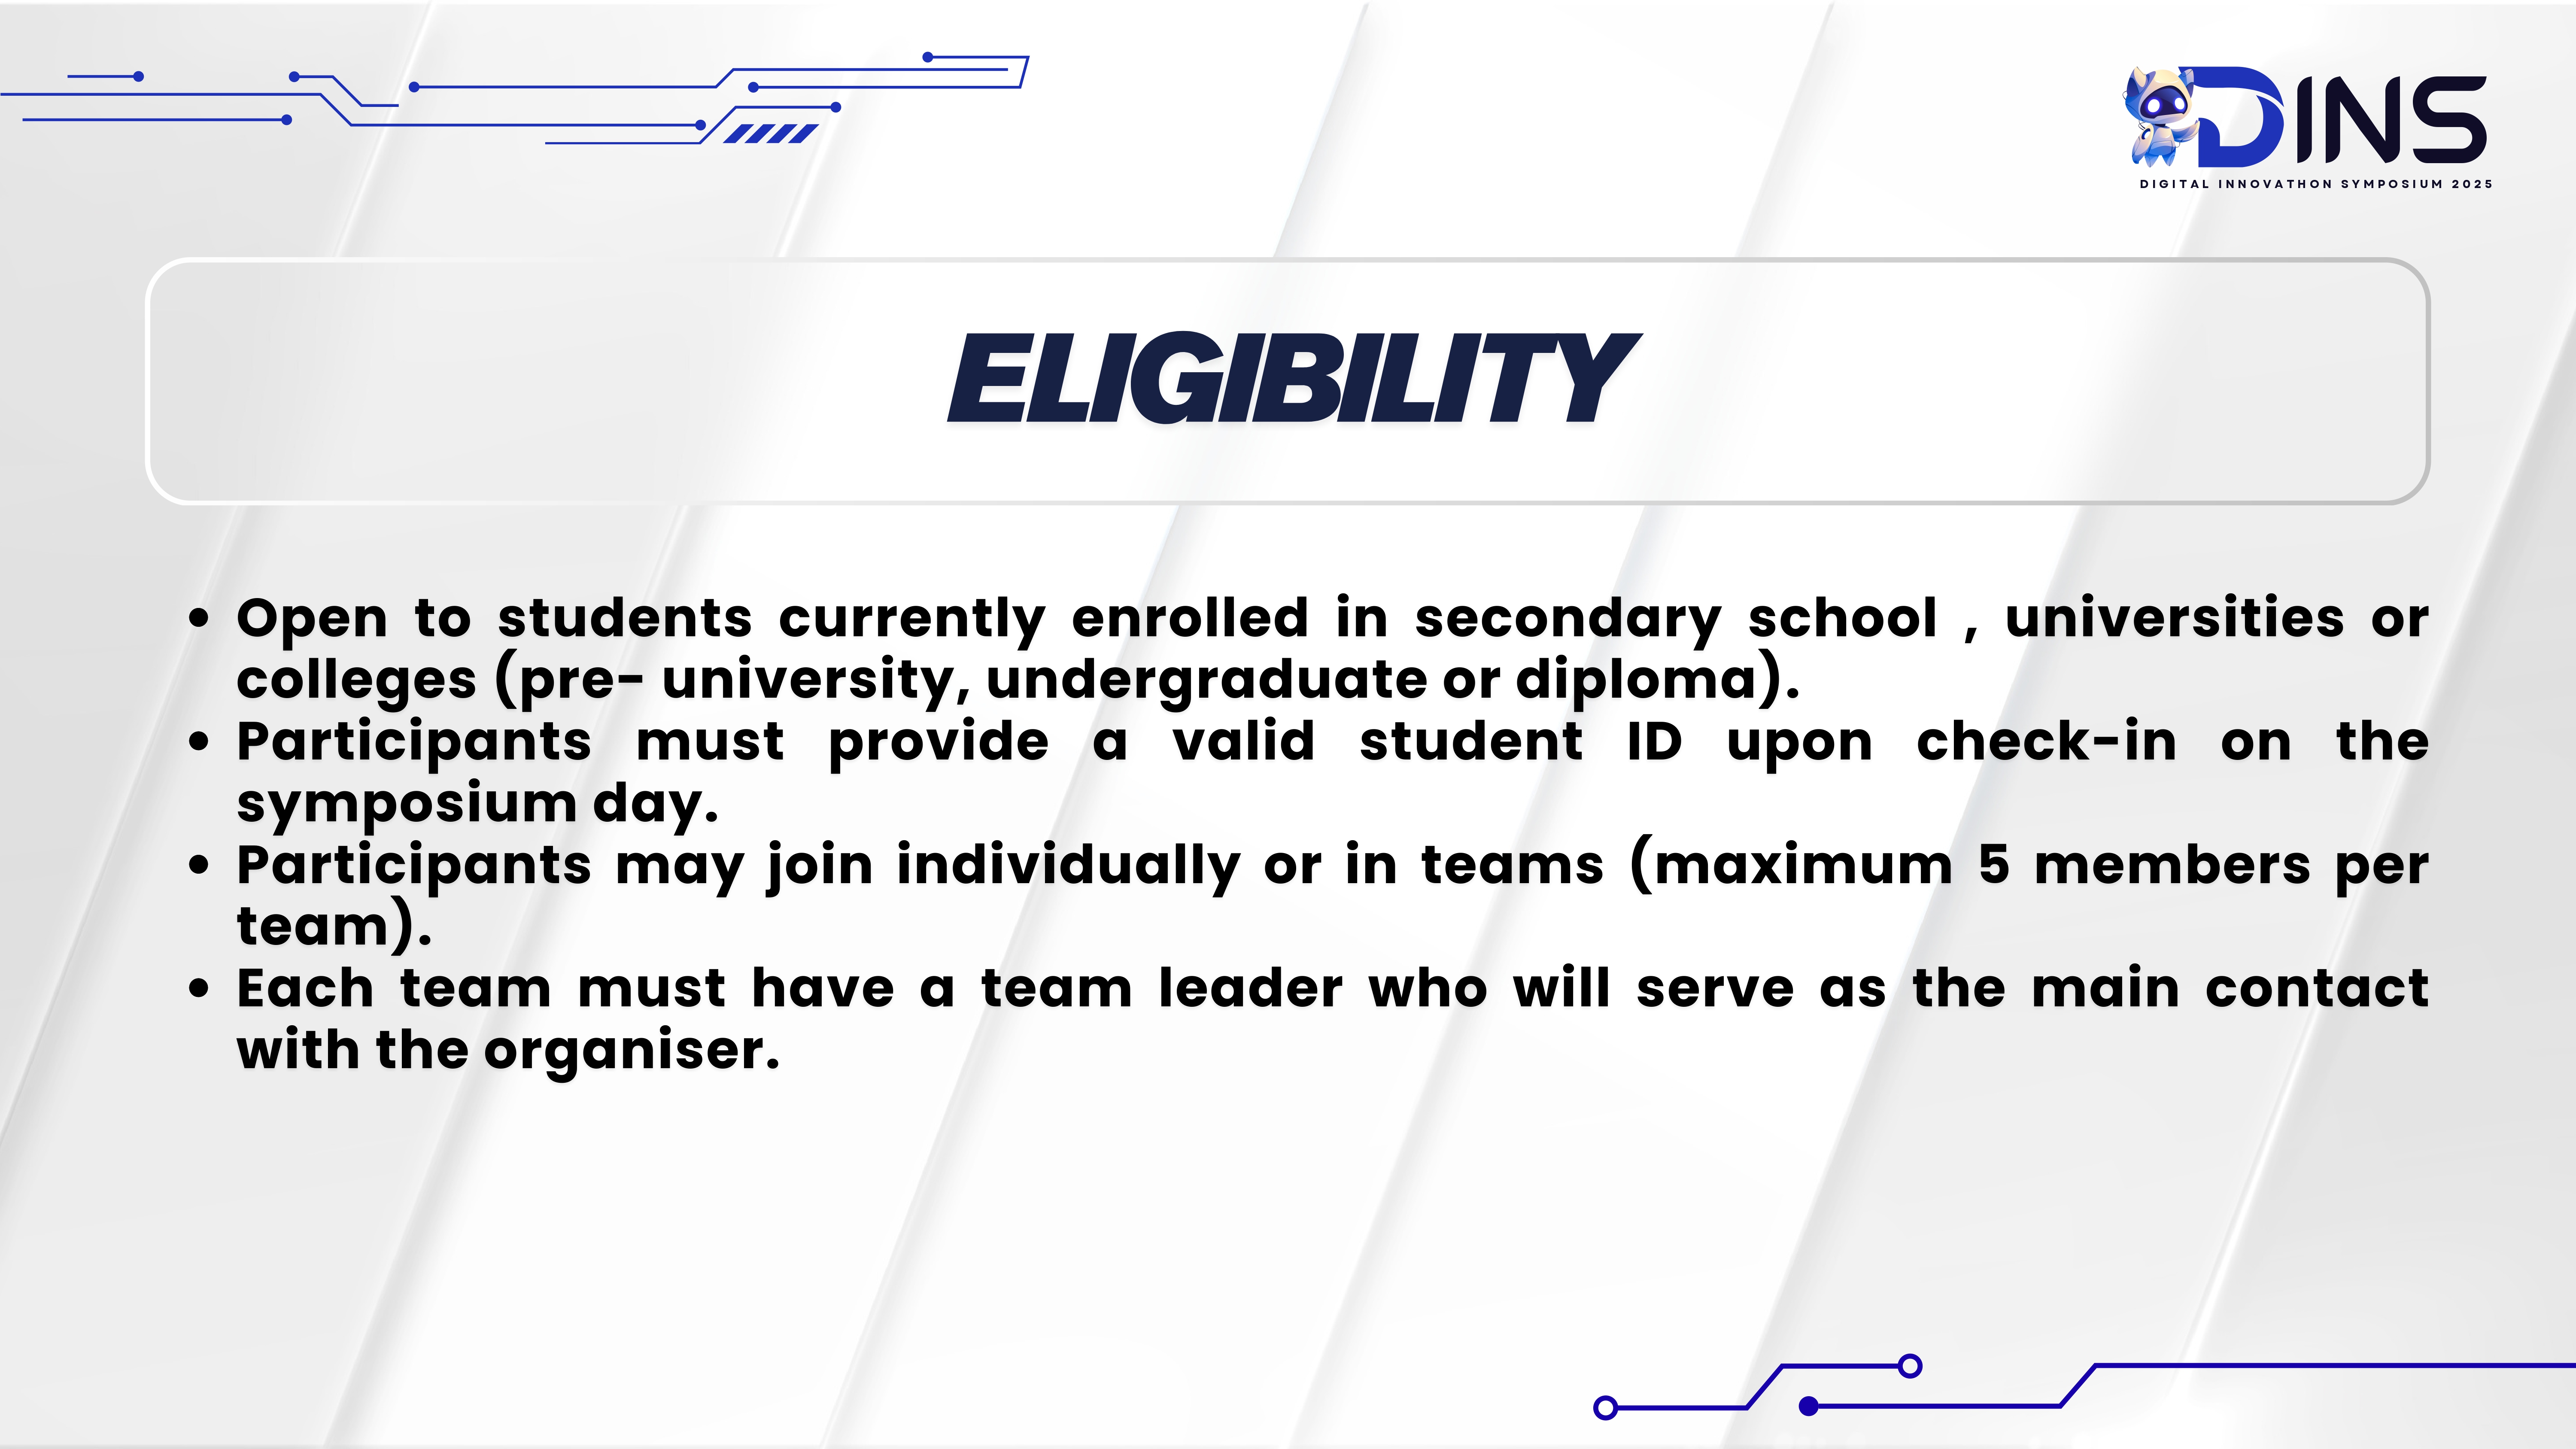 DINS
DIGITAL INNOVATHON SYMPOSIUM 2025
ELIGIBILITY
• Open to students currently enrolled in secondary school , universities or
colleges (pre- university, undergraduate or diploma).
• Participants must provide a valid student ID upon check-in on the
symposium day.
• Participants may join individually or in teams (maximum 5 members per
team).
• Each team must have a team leader who will serve as the main contact
with the organiser.